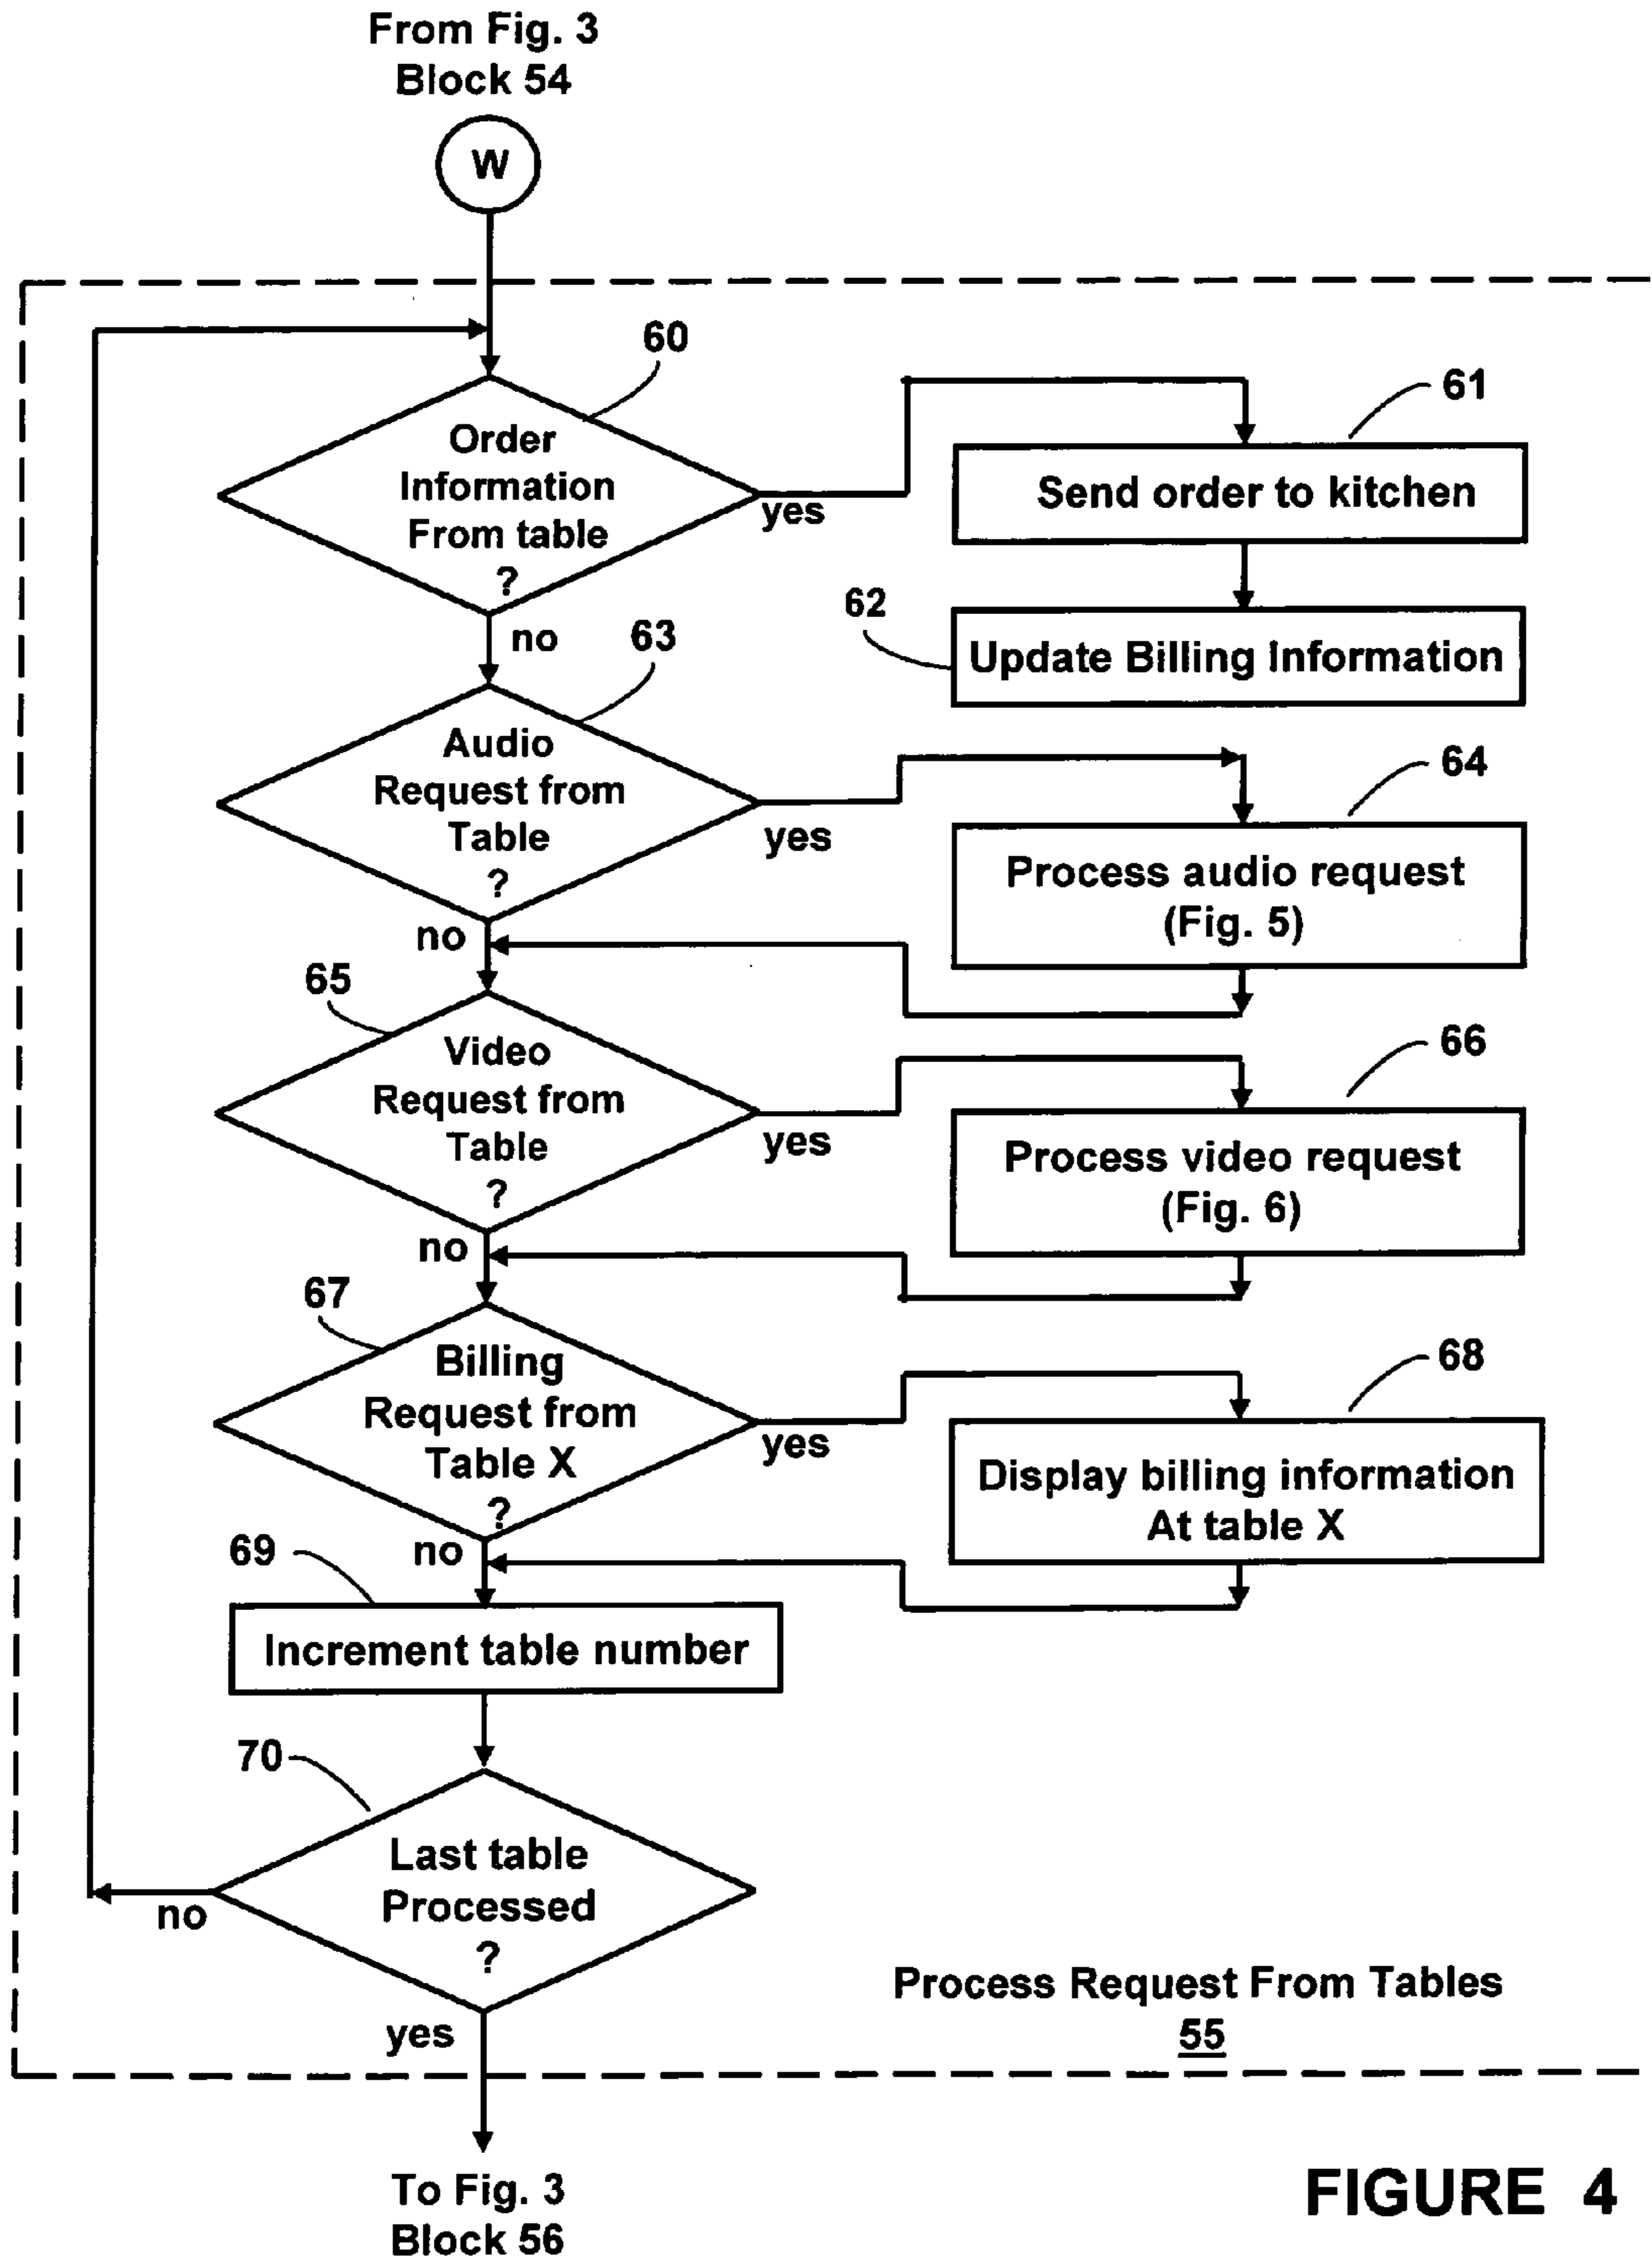 From Fig. 3
Block 54
W
60
Order
Information
From table
?
yes
no
61
Send order to kitchen
62
Update Billing Information
63
Audio
Request from
Table
?
yes
no
64
Process audio request
(Fig. 5)
65
Video
Request from
Table
?
yes
no
66
Process video request
(Fig. 6)
67
Billing
Request from
Table X
?
yes
no
68
Display billing information
At table X
69
Increment table number
70
Last table
Processed
?
no
yes
Process Request From Tables
55
To Fig. 3
Block 56
FIGURE 4